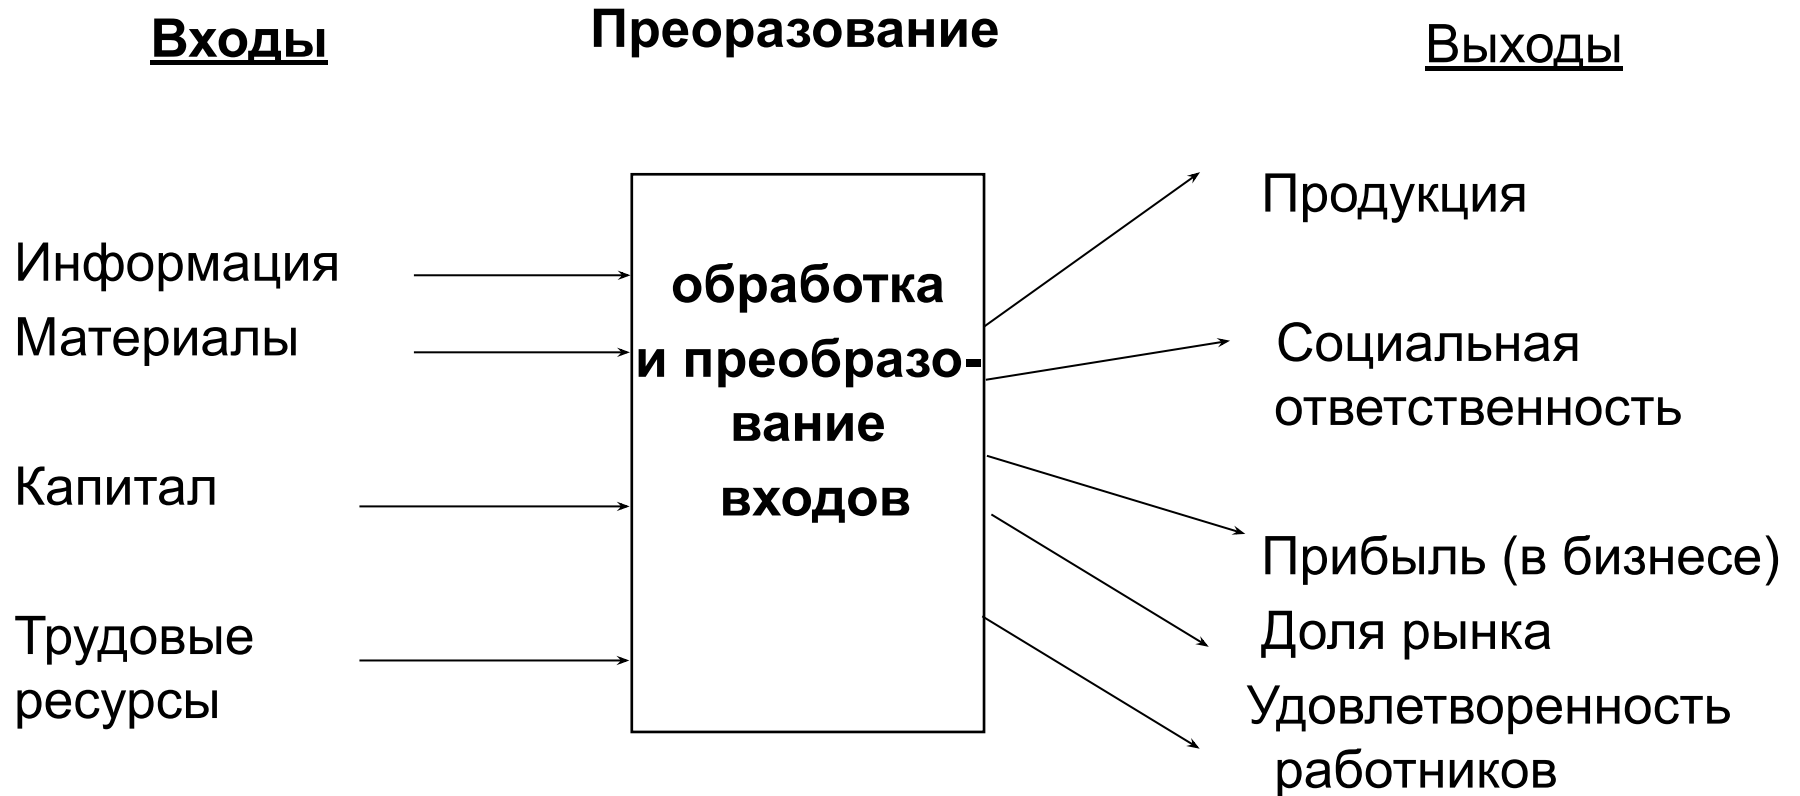 Входы
Преоразование
Выходы
Информация
Материалы
Капитал
Трудовые
ресурсы
обработка
и преобразо-
вание
входов
Продукция
Социальная
ответственность
Прибыль (в бизнесе)
Доля рынка
Удовлетворенность
работников